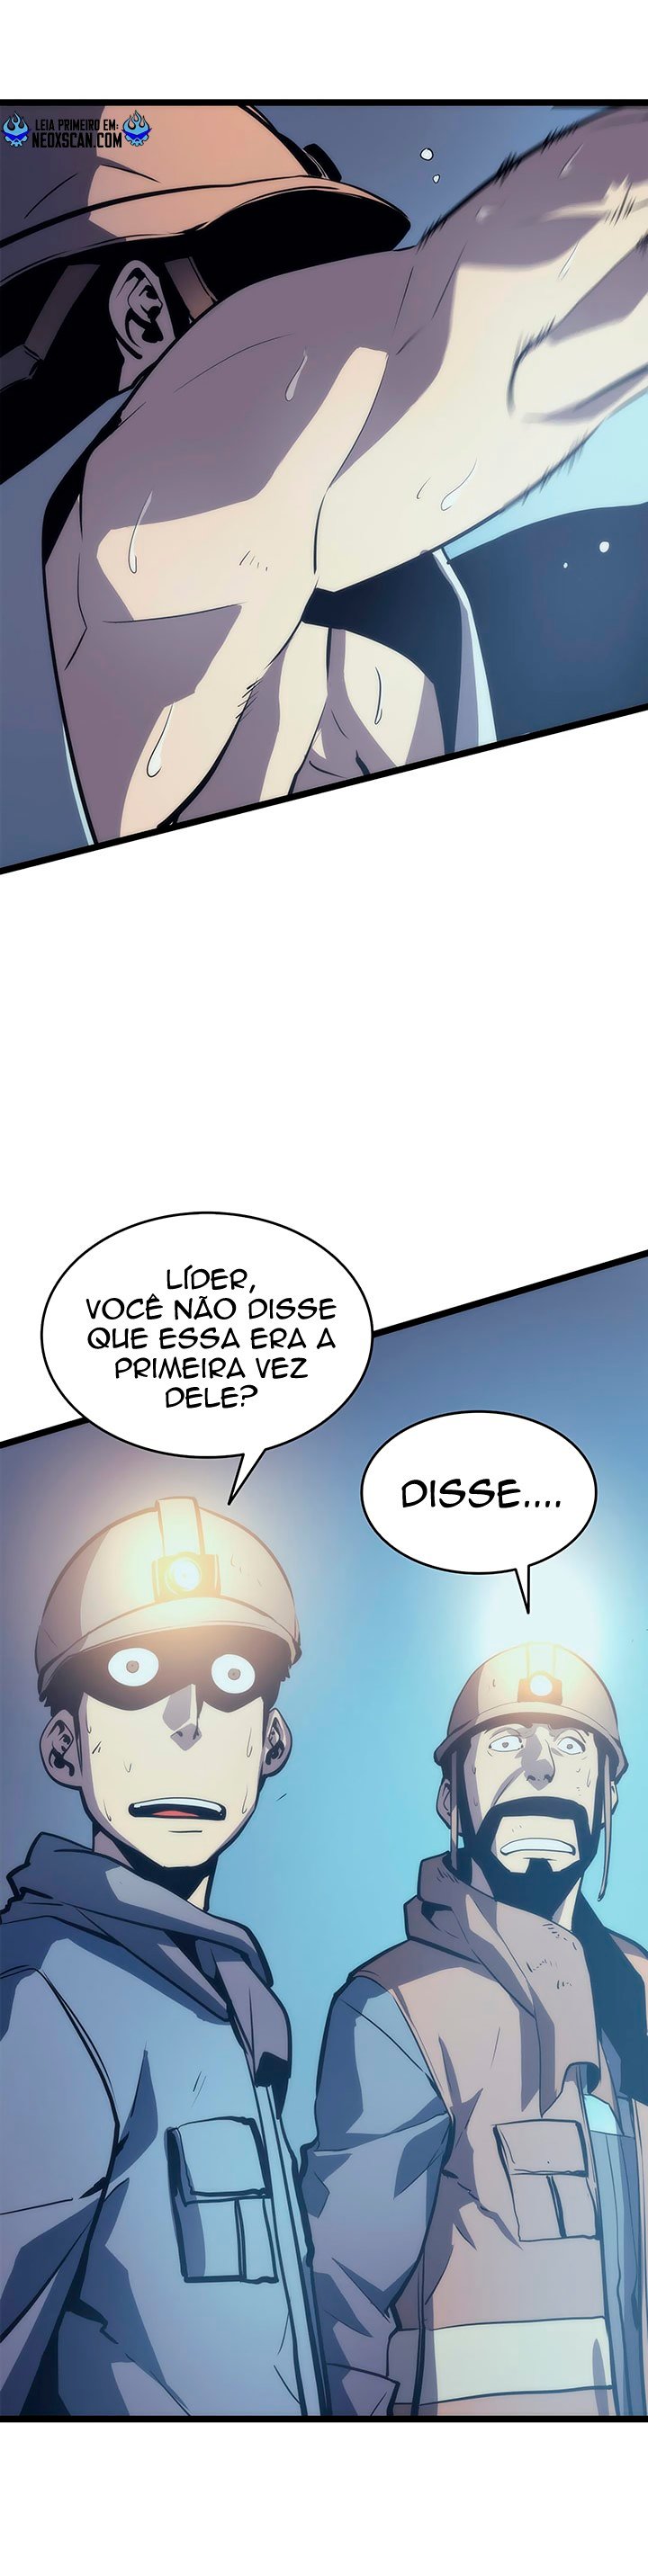 LEIA PRIMEIRO EM:
NEOXSCAN.COM
LÍDER,
VOCÊ NÃO DISSE
QUE ESSA ERA A
PRIMEIRA VEZ
DELE?
DISSE....